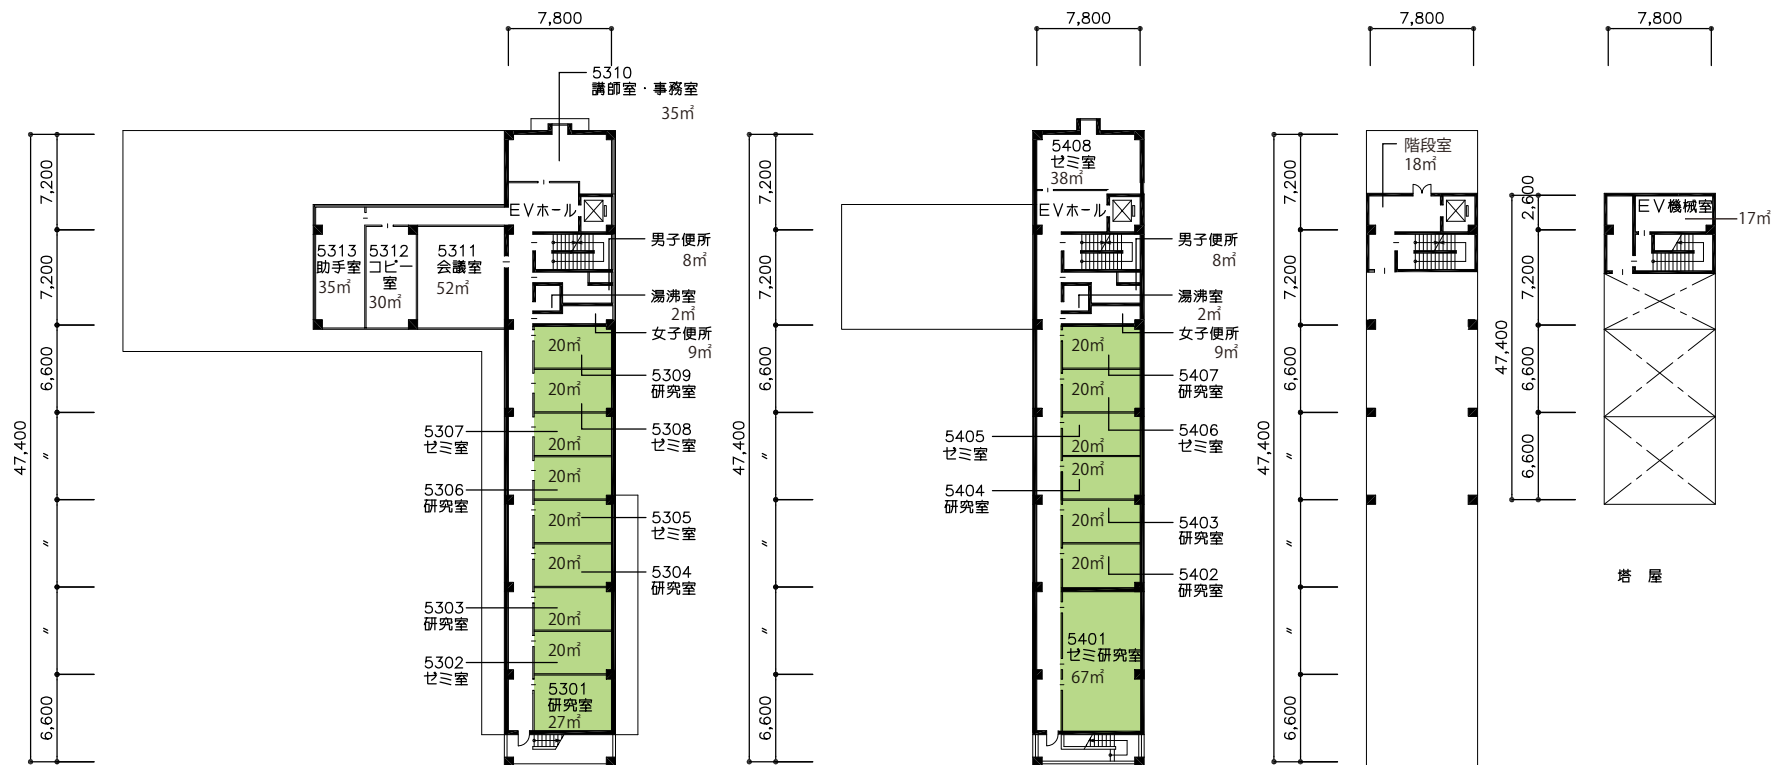 7,800
7,800
7,800
7,800
5310
講師室・事務室
35㎡
47,400
7,200
7,200
6,600
〃
〃
〃
6,600
EVホール
5313
助手室
35㎡
5312
コピー
室
30㎡
5311
会議室
52㎡
男子便所
8㎡
湯沸室
2㎡
女子便所
9㎡
20㎡
5309
研究室
20㎡
5308
ゼミ室
5307
ゼミ室
20㎡
20㎡
5306
研究室
20㎡
5305
ゼミ室
20㎡
5304
研究室
5303
研究室
20㎡
20㎡
5302
ゼミ室
5301
研究室
27㎡
47,400
7,200
7,200
6,600
〃
〃
〃
6,600
5408
ゼミ室
38㎡
EVホール
男子便所
8㎡
湯沸室
2㎡
女子便所
9㎡
20㎡
5407
研究室
20㎡
5406
ゼミ室
5405
ゼミ室
20㎡
20㎡
5404
研究室
20㎡
5403
研究室
20㎡
5402
研究室
5401
ゼミ研究室
67㎡
47,400
7,200
7,200
6,600
〃
〃
〃
6,600
階段室
18㎡
47,400
2,600
7,200
6,600
6,600
EV機械室
17㎡
塔屋